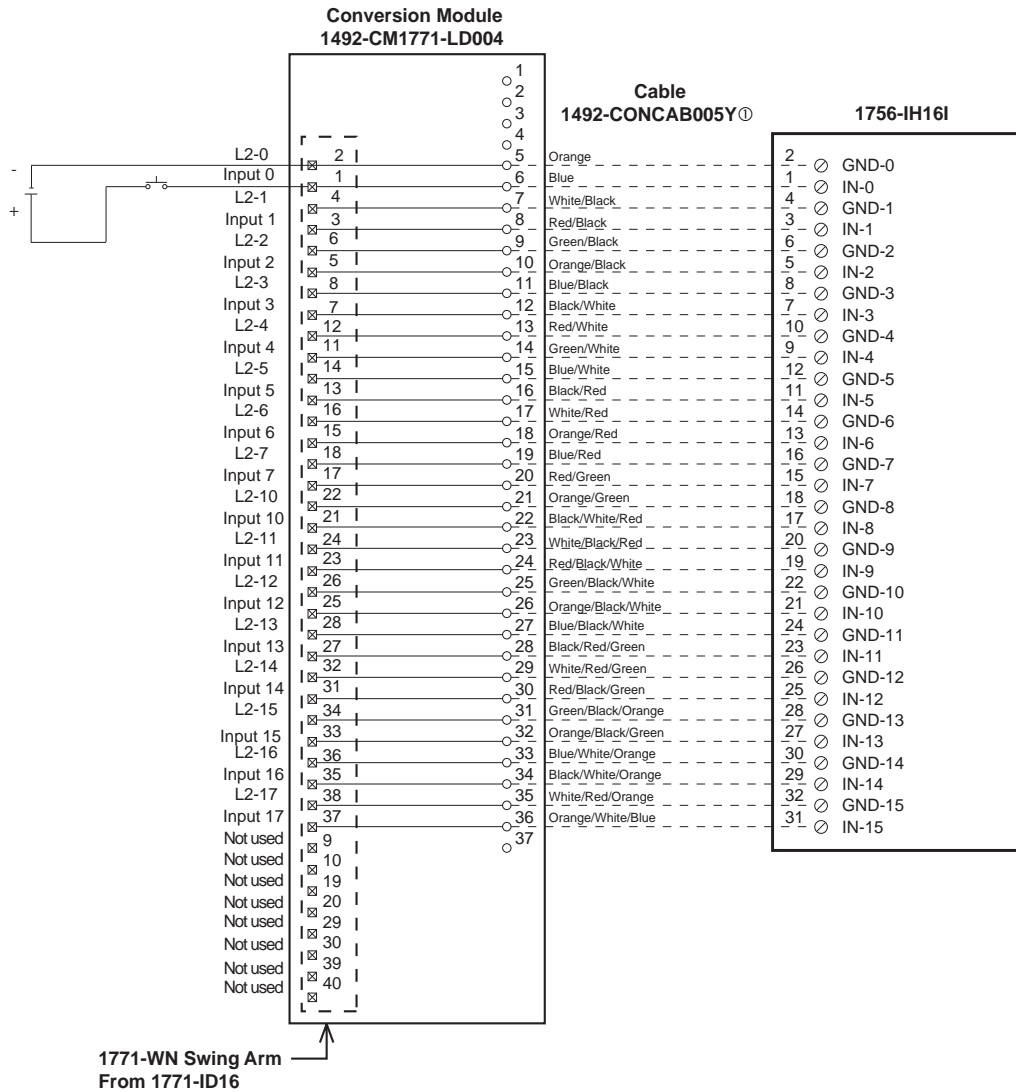 Conversion Module
1492-CM1771-LD004
Cable
1492-CONCAB005Y①
1756-IH16I
1
2
3
4
L2-0 2 5 Orange 2 GND-0
Input 0 1 6 Blue 1 IN-0
L2-1 4 7 White/Black 4 GND-1
Input 1 3 8 Red/Black 3 IN-1
L2-2 6 9 Green/Black 6 GND-2
Input 2 5 10 Orange/Black 5 IN-2
L2-3 8 11 Blue/Black 8 GND-3
Input 3 7 12 Black/White 7 IN-3
L2-4 12 13 Red/White 10 GND-4
Input 4 11 14 Green/White 9 IN-4
L2-5 14 15 Blue/White 12 GND-5
Input 5 13 16 Black/Red 11 IN-5
L2-6 16 17 White/Red 14 GND-6
Input 6 15 18 Orange/Red 13 IN-6
L2-7 18 19 Blue/Red 16 GND-7
Input 7 17 20 Red/Green 15 IN-7
L2-10 22 21 Orange/Green 18 GND-8
Input 10 21 22 Black/White/Red 17 IN-8
L2-11 24 23 White/Black/Red 20 GND-9
Input 11 23 24 Red/Black/White 19 IN-9
L2-12 26 25 Green/Black/White 22 GND-10
Input 12 25 26 Orange/Black/White 21 IN-10
L2-13 28 27 Blue/Black/White 24 GND-11
Input 13 27 28 Black/Red/Green 23 IN-11
L2-14 32 29 White/Red/Green 26 GND-12
Input 14 31 30 Red/Black/Green 25 IN-12
L2-15 34 31 Green/Black/Orange 28 GND-13
Input 15 33 32 Orange/Black/Green 27 IN-13
L2-16 36 33 Blue/White/Orange 30 GND-14
Input 16 35 34 Black/White/Orange 29 IN-14
L2-17 38 35 White/Red/Orange 32 GND-15
Input 17 37 36 Orange/White/Blue 31 IN-15
Not used 9 37
Not used 10
Not used 19
Not used 20
Not used 29
Not used 30
Not used 39
Not used 40
-
+
1771-WN Swing Arm
From 1771-ID16